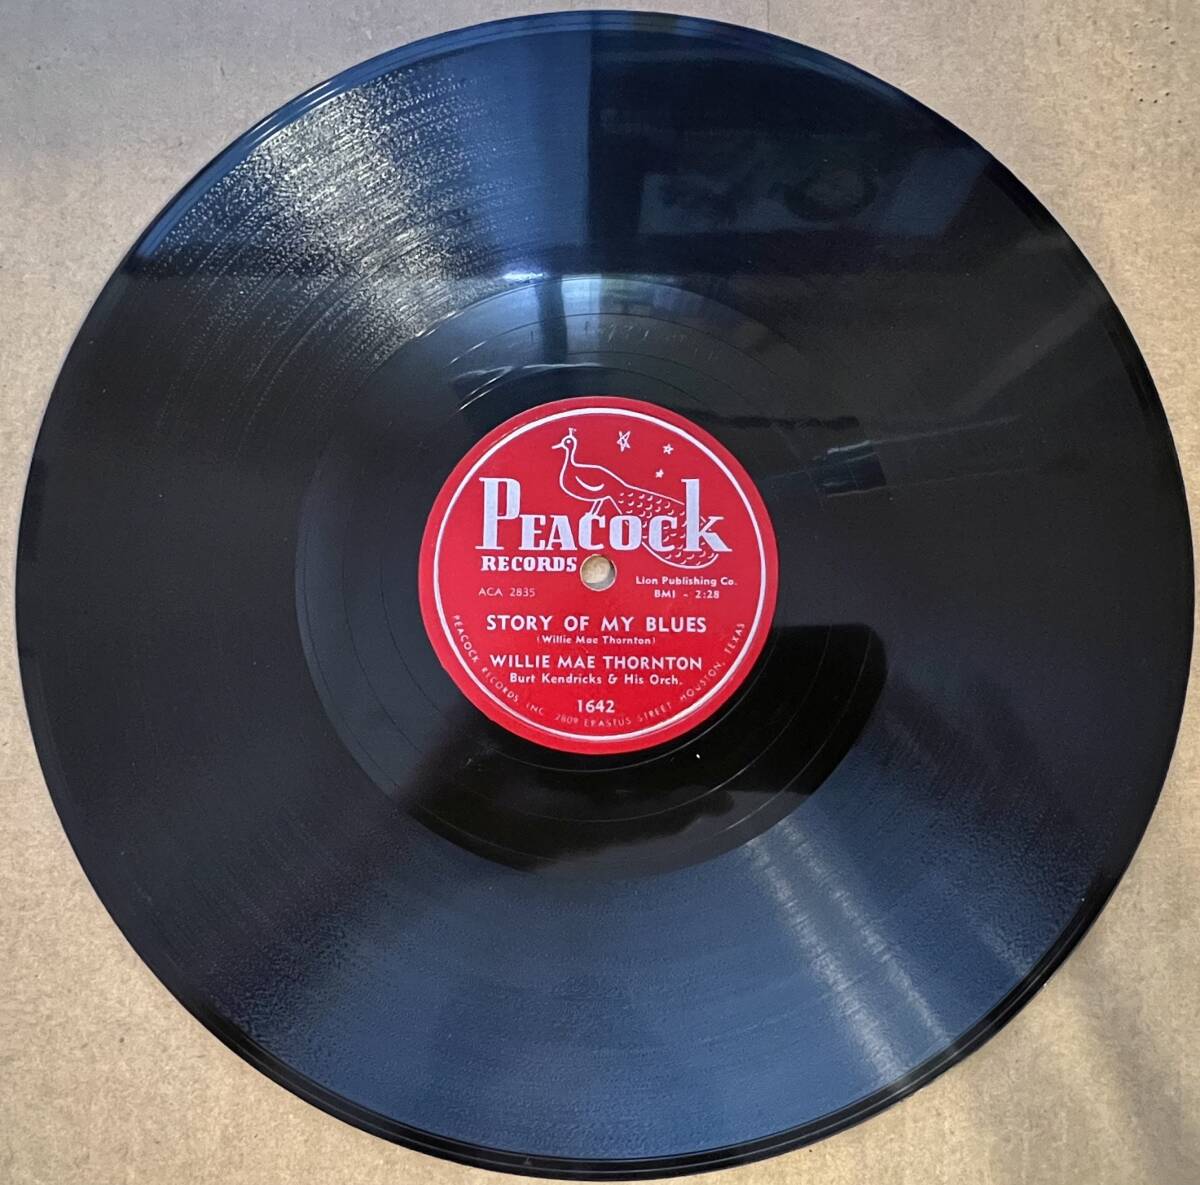 PEACOCK
RECORDS
ACA 2835
Lion Publishing Co.
BMI - 2:28
STORY OF MY BLUES
(Willie Mae Thornton)
WILLIE MAE THORNTON
Burt Kendricks & His Orch.
1642
PEACOCK RECORDS, INC. 2809 ERASTUS STREET HOUSTON, TEXAS